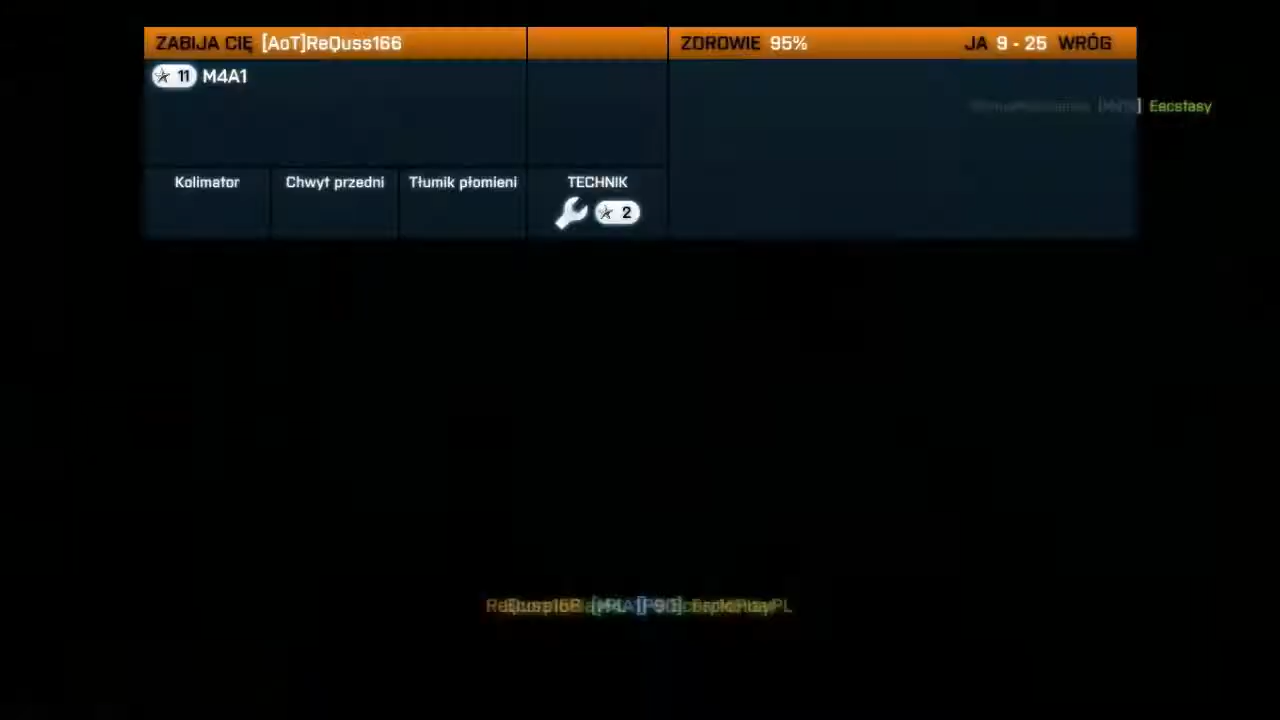 ZABIJA CIĘ [AoT]ReQuss166 ZDROWIE 95% JA 9 - 25 WRÓG
11 M4A1
Eecstasy
Kolimator Chwyt przedni Tłumik płomieni TECHNIK
2